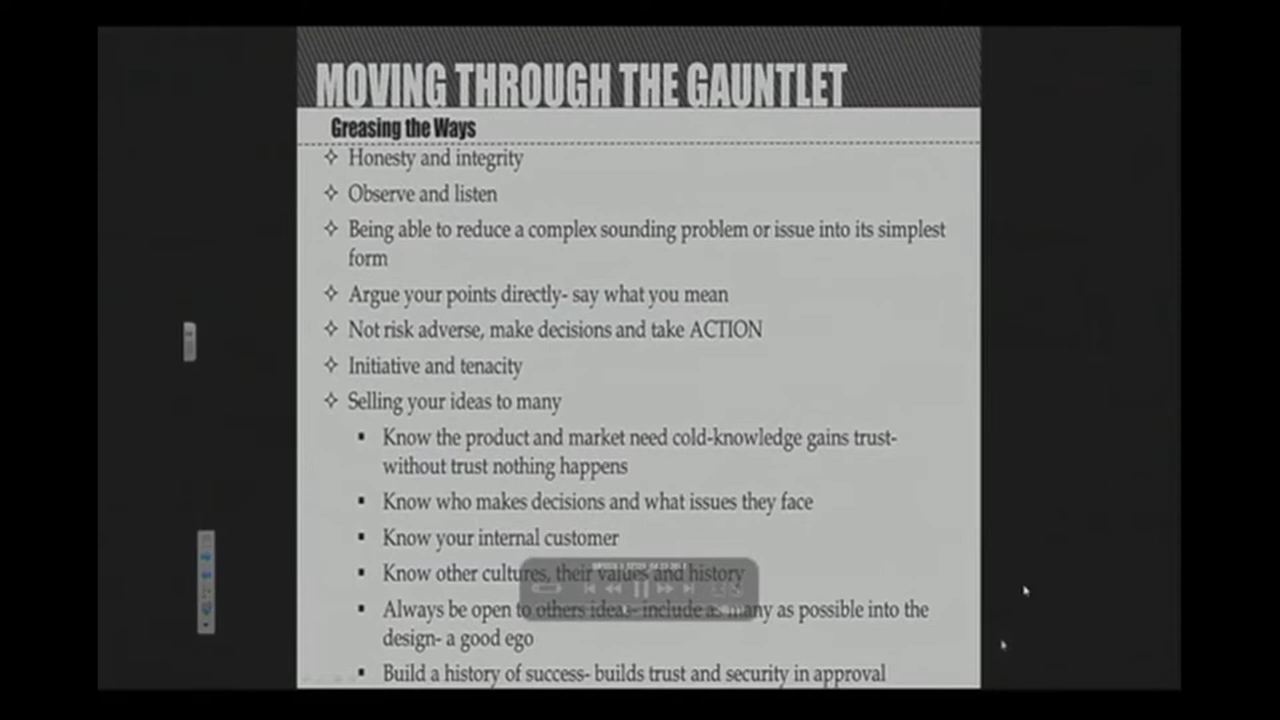 MOVING THROUGH THE GAUNTLET
Greasing the Ways
Honesty and integrity
Observe and listen
Being able to reduce a complex sounding problem or issue into its simplest
form
Argue your points directly- say what you mean
Not risk adverse, make decisions and take ACTION
Initiative and tenacity
Selling your ideas to many
Know the product and market need cold-knowledge gains trust-
without trust nothing happens
Know who makes decisions and what issues they face
Know your internal customer
Know other cultures, their values and history
Always be open to others ideas- include as many as possible into the
design- a good ego
Build a history of success- builds trust and security in approval